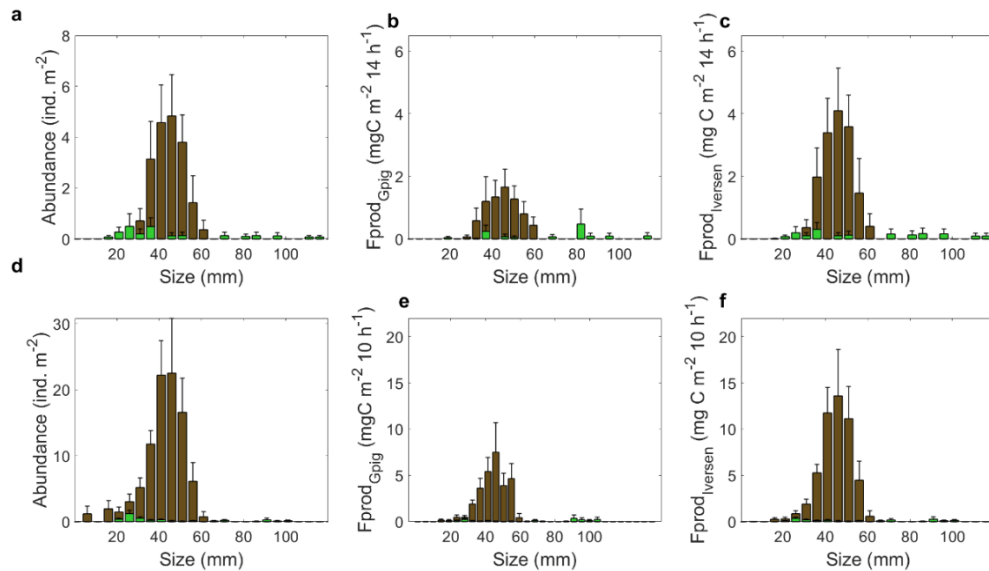 a
8
6
4
2
0
Abundance (ind. m-2)
20 40 60 80 100
Size (mm)
b
6
4
2
0
FprodGpig (mgC m-2 14 h-1)
20 40 60 80 100
Size (mm)
c
6
4
2
0
FprodIversen (mg C m-2 14 h-1)
20 40 60 80 100
Size (mm)
d
30
20
10
0
Abundance (ind. m-2)
20 40 60 80 100
Size (mm)
e
20
15
10
5
0
FprodGpig (mgC m-2 10 h-1)
20 40 60 80 100
Size (mm)
f
20
15
10
5
0
FprodIversen (mg C m-2 10 h-1)
20 40 60 80 100
Size (mm)